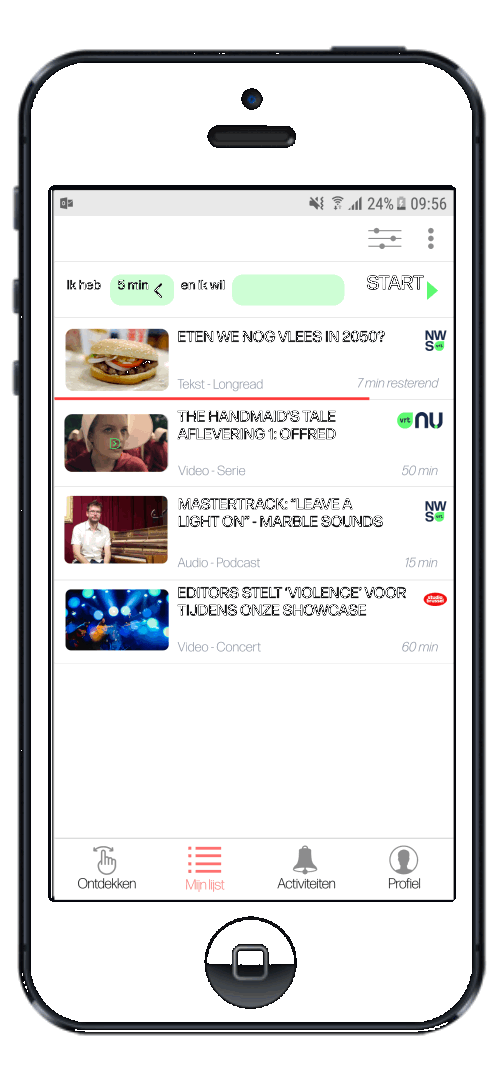 24% 09:56
Ik heb 5 min en ik wil START
ETEN WE NOG VLEES IN 2050?
NWS vrt
Tekst - Longread 7 min resterend
THE HANDMAID'S TALE
AFLEVERING 1: OFFRED
vrt NU
Video - Serie 50 min
MASTERTRACK: “LEAVE A
LIGHT ON” - MARBLE SOUNDS
NWS vrt
Audio - Podcast 15 min
EDITORS STELT ‘VIOLENCE’ VOOR
TIJDENS ONZE SHOWCASE
studio brussel
Video - Concert 60 min
Ontdekken Mijn lijst Activiteiten Profiel